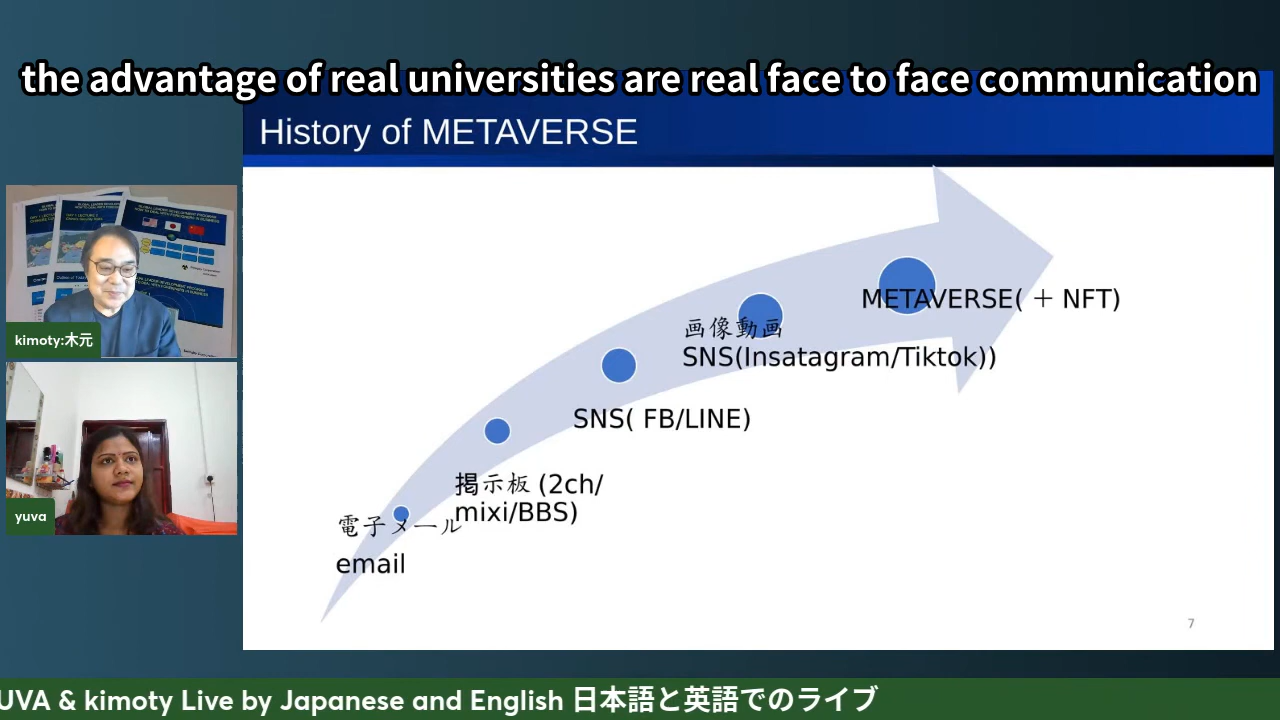 the advantage of real universities are real face to face communication
History of METAVERSE
METAVERSE( ＋ NFT)
画像動画
SNS(Insatagram/Tiktok))
SNS( FB/LINE)
掲示板 (2ch/
mixi/BBS)
電子メール
email
7
kimoty:木元
yuva
UVA & kimoty Live by Japanese and English 日本語と英語でのライブ